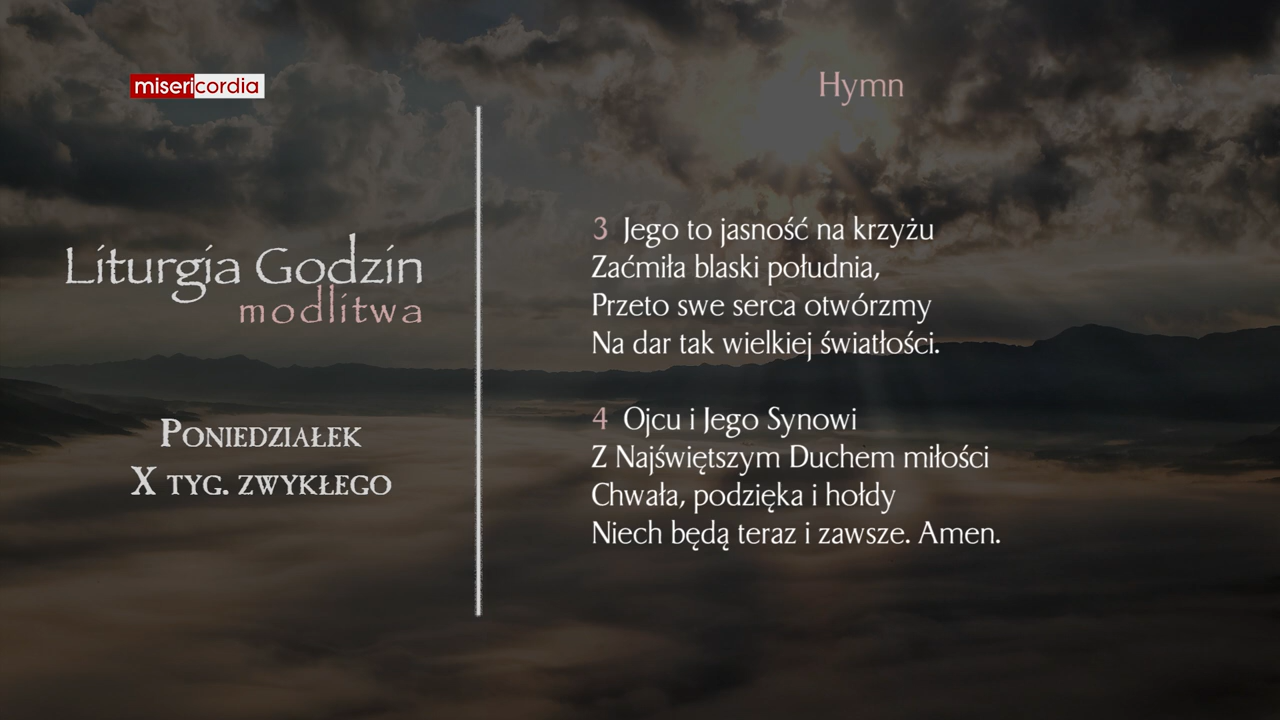 misericordia
Liturgia Godzin
modlitwa
Poniedziałek
X tyg. zwykłego
Hymn
3 Jego to jasność na krzyżu
Zaćmiła blaski południa,
Przeto swe serca otwórzmy
Na dar tak wielkiej światłości.
4 Ojcu i Jego Synowi
Z Najświętszym Duchem miłości
Chwała, podzięka i hołdy
Niech będą teraz i zawsze. Amen.